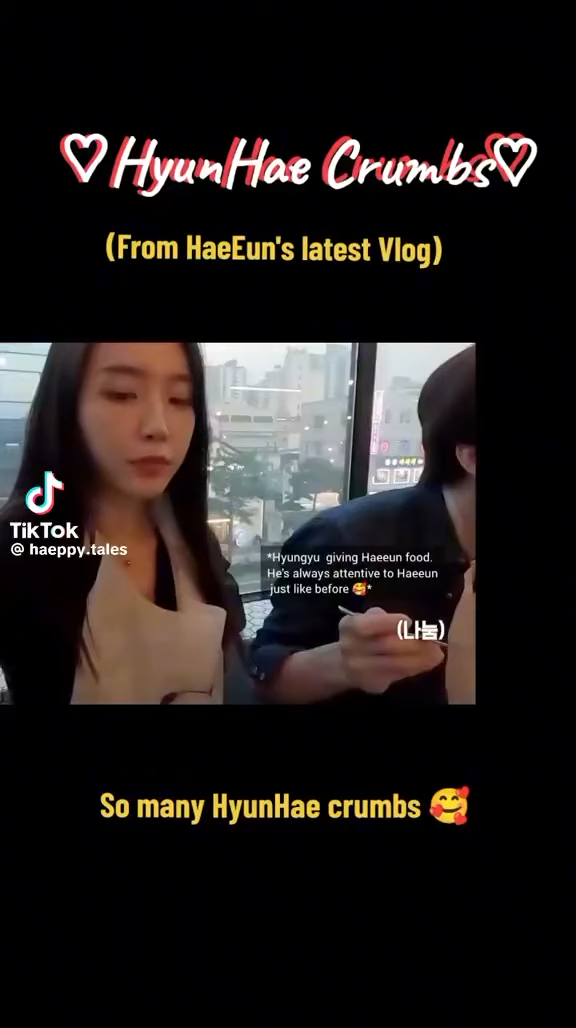 ♡HyunHae Crumbs♡
(From HaeEun's latest Vlog)
TikTok
@ haeppy.tales
*Hyungyu giving Haeeun food.
He's always attentive to Haeeun
just like before 🥰*
(나눔)
So many HyunHae crumbs 🥰